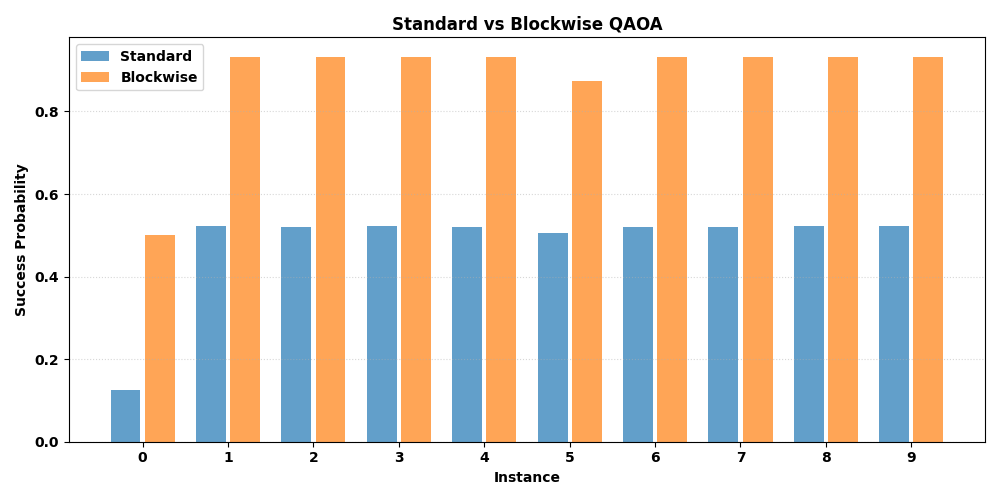 Standard vs Blockwise QAOA
Standard
Blockwise
Success Probability
0.8
0.6
0.4
0.2
0.0
0 1 2 3 4 5 6 7 8 9
Instance